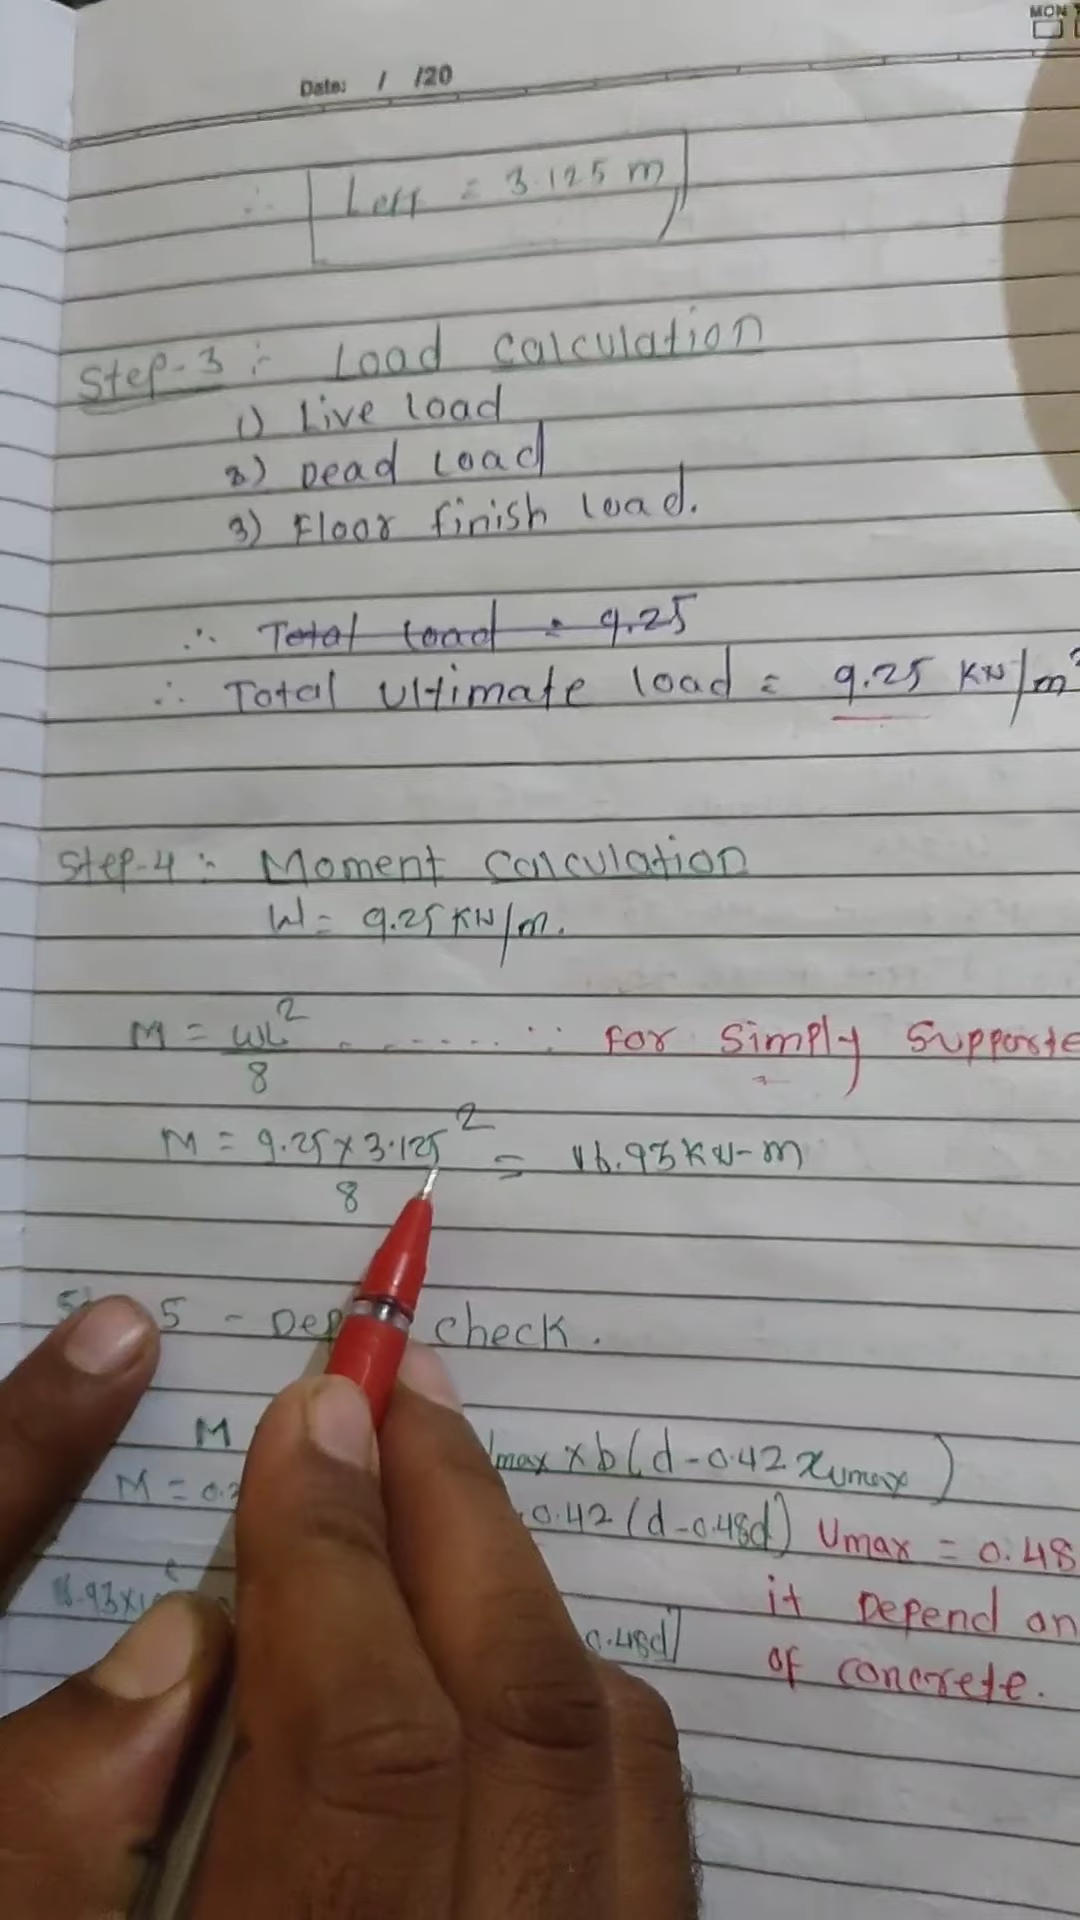 MON
Date: / /20
∴ Leff = 3.125 m
Step-3 :- Load calculation
1) Live load
2) Dead load
3) Floor finish load.
∴ Total load = 9.25
∴ Total Ultimate load = 9.25 KN/m²
Step-4 :- Moment calculation
W = 9.25 KN/m.
M = WL²/8 ....... ∵ For Simply Supporte
M = 9.25 x 3.125²/8 = 16.93 KN-m
5 - check.
M max x b (d - 0.42 xumax)
M = 0. 0.42 (d - 0.48d) Umax = 0.48
it Depend on
0.48d] of concrete.